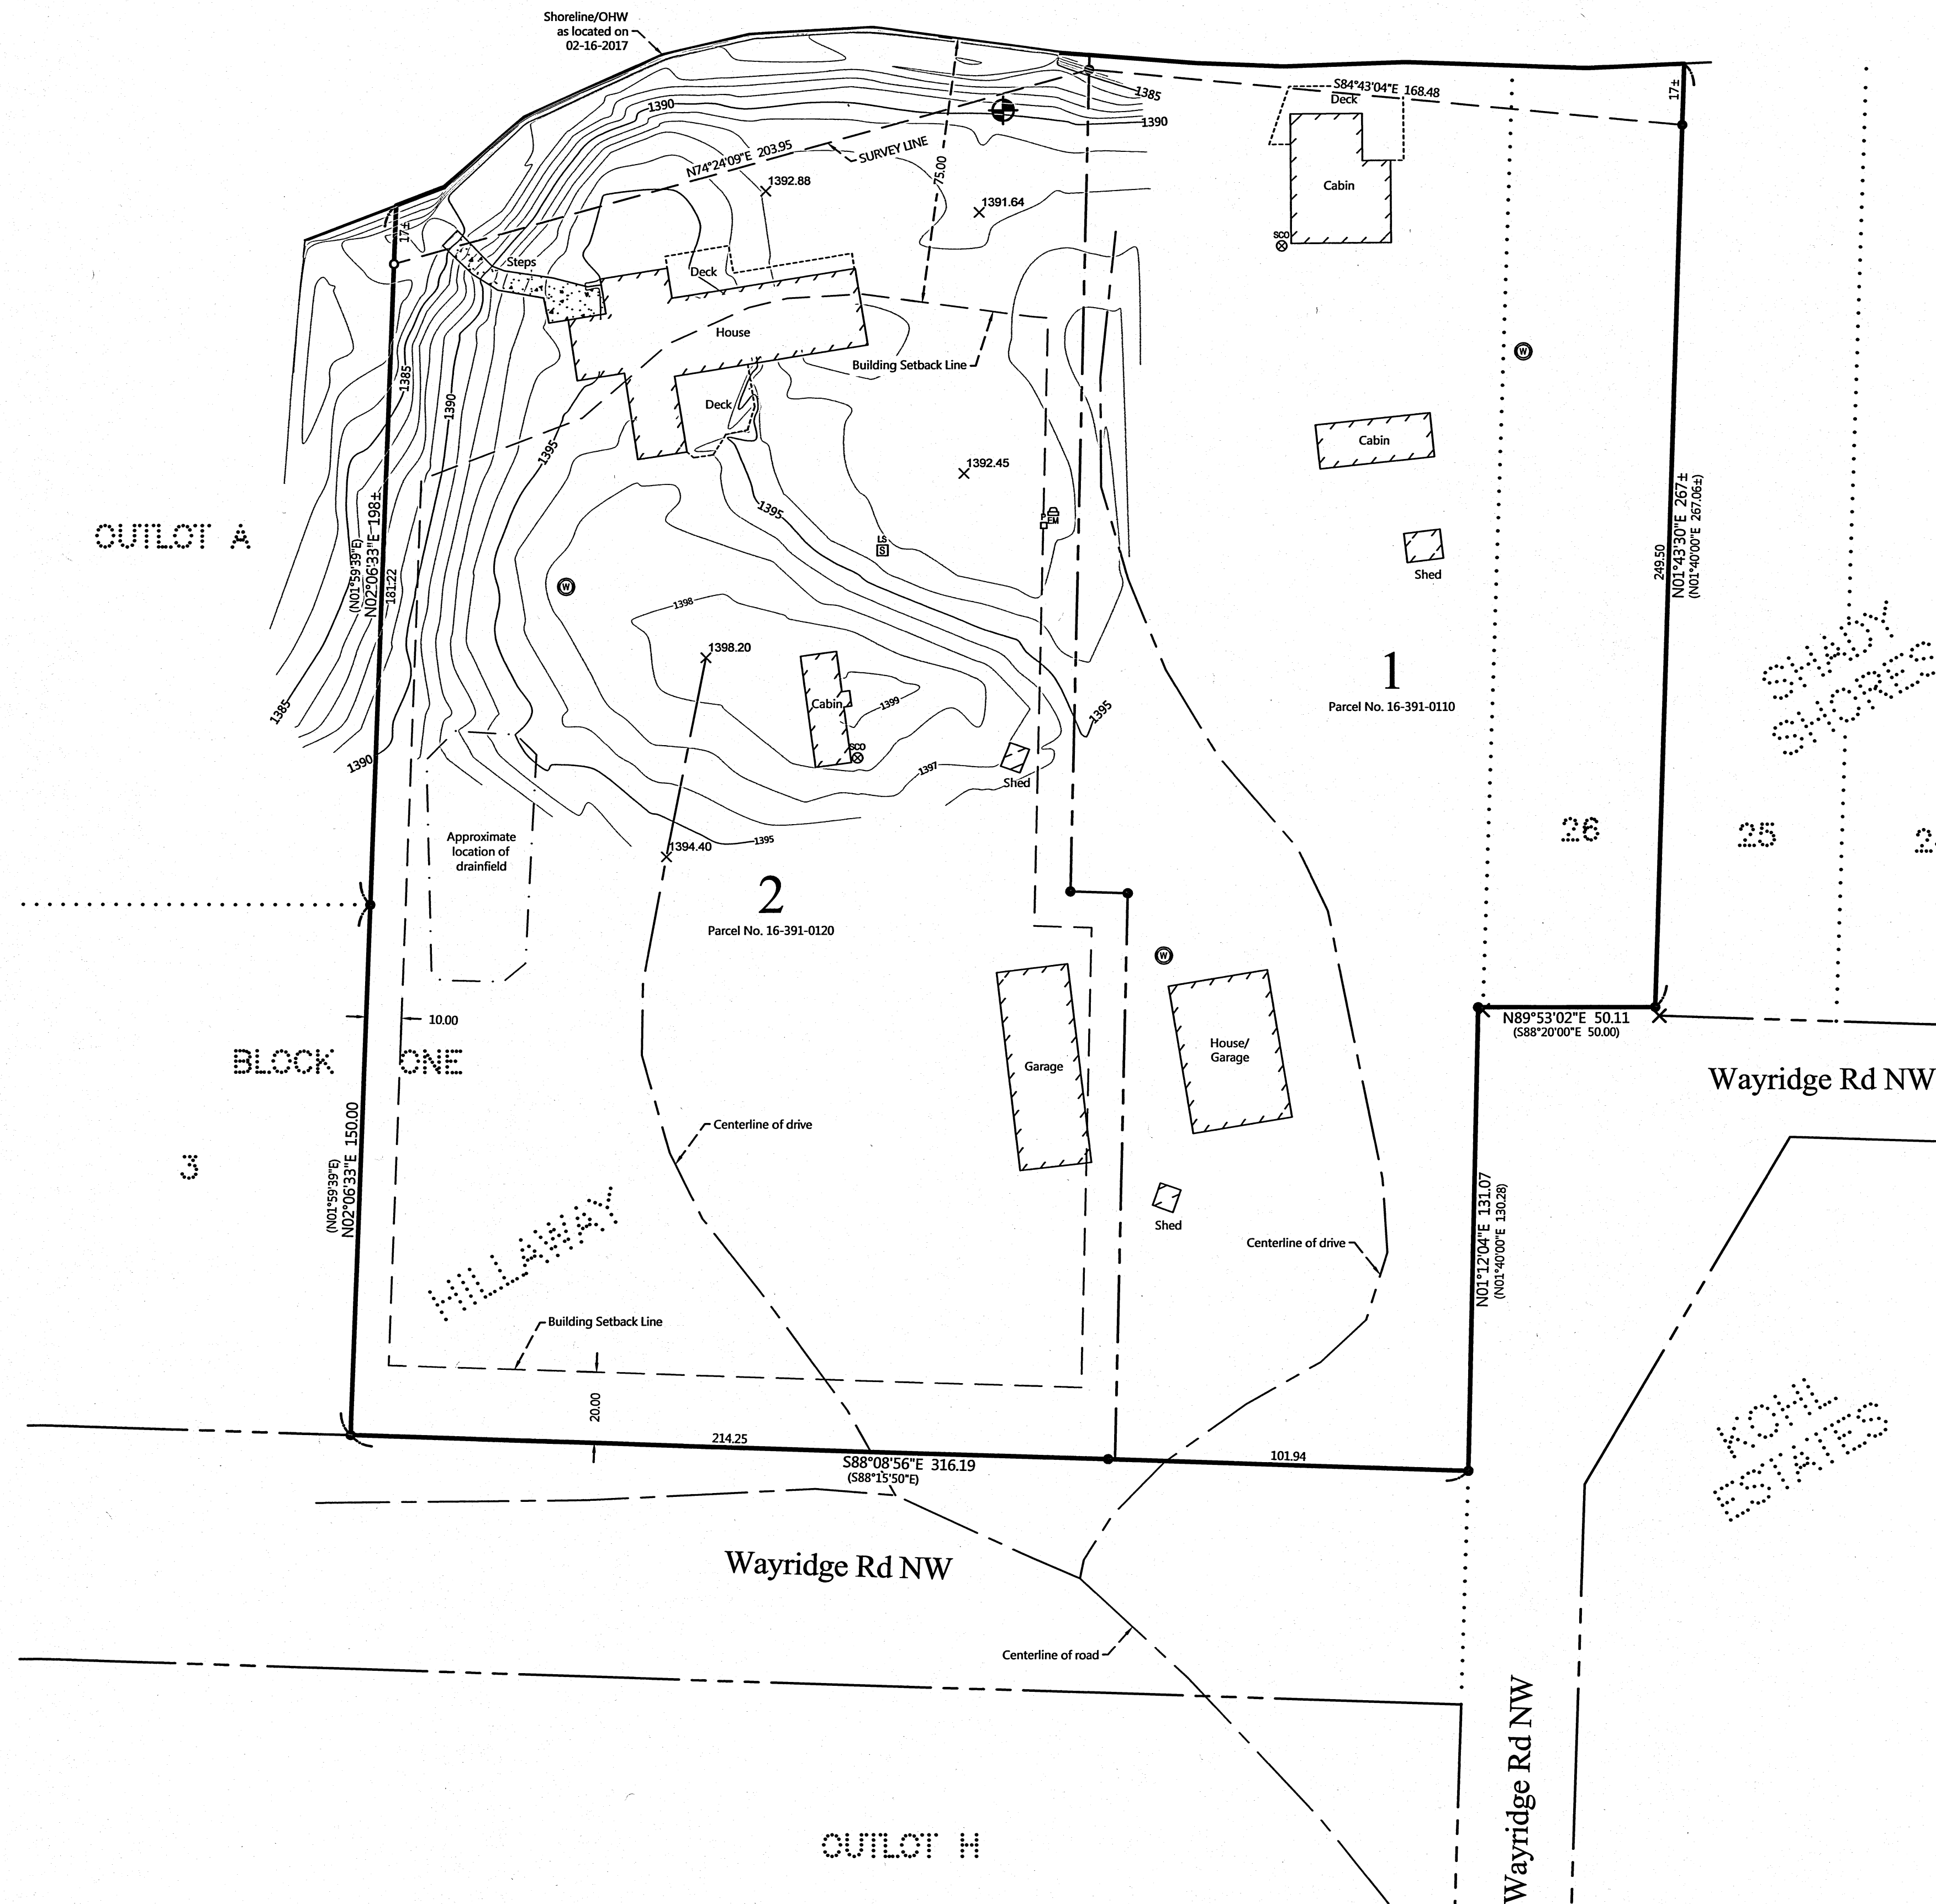 Shoreline/OHW
as located on
02-16-2017
1390
1385
1390
S84°43'04"E 168.48
Deck
17±
N74°24'09"E 203.95
SURVEY LINE
75.00
1392.88
1391.64
Cabin
SCO
17±
Steps
Deck
House
Building Setback Line
W
1385
1390
Deck
1395
Cabin
1392.45
1395
P
EM
LS
S
Shed
OUTLOT A
(N01°59'39"E)
N02°06'33"E 198±
181.22
249.50
N01°43'30"E 267±
(N01°40'00"E 267.06±)
W
1398
1398.20
Cabin
1399
SCO
1385
1390
1395
1397
Shed
1
Parcel No. 16-391-0110
SHADY
SHORES
26
25
Approximate
location of
drainfield
1394.40
1395
2
Parcel No. 16-391-0120
W
10.00
BLOCK ONE
Garage
House/
Garage
N89°53'02"E 50.11
(S88°20'00"E 50.00)
Wayridge Rd NW
3
(N01°59'39"E)
N02°06'33"E 150.00
Centerline of drive
Shed
Centerline of drive
N01°12'04"E 131.07
(N01°40'00"E 130.28)
HILLAWAY
Building Setback Line
20.00
214.25
S88°08'56"E 316.19
(S88°15'50"E)
101.94
KOHL
ESTATES
Wayridge Rd NW
Centerline of road
Wayridge Rd NW
OUTLOT H